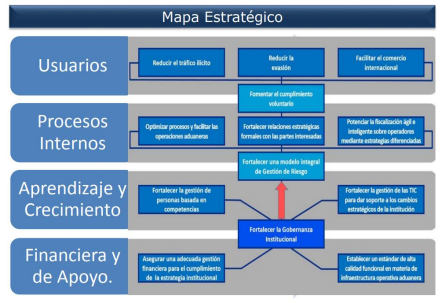 Mapa Estratégico
Usuarios
Reducir el tráfico ilícito
Reducir la
evasión
Facilitar el comercio
internacional
Fomentar el cumplimiento
voluntario
Procesos
Internos
Optimizar procesos y facilitar las
operaciones aduaneras
Fortalecer relaciones estratégicas
formales con las partes interesadas
Potenciar la fiscalización ágil e
inteligente sobre operadores
mediante estrategias diferenciadas
Fortalecer una modelo integral
de Gestión de Riesgo
Aprendizaje y
Crecimiento
Fortalecer la gestión de
personas basada en
competencias
Fortalecer la gestión de las TIC
para dar soporte a los cambios
estratégicos de la institución
Fortalecer la Gobernanza
Institucional
Financiera y
de Apoyo.
Asegurar una adecuada gestión
financiera para el cumplimiento de
la estrategia institucional
Establecer un estándar de alta
calidad funcional en materia de
infraestructura operativa aduanera